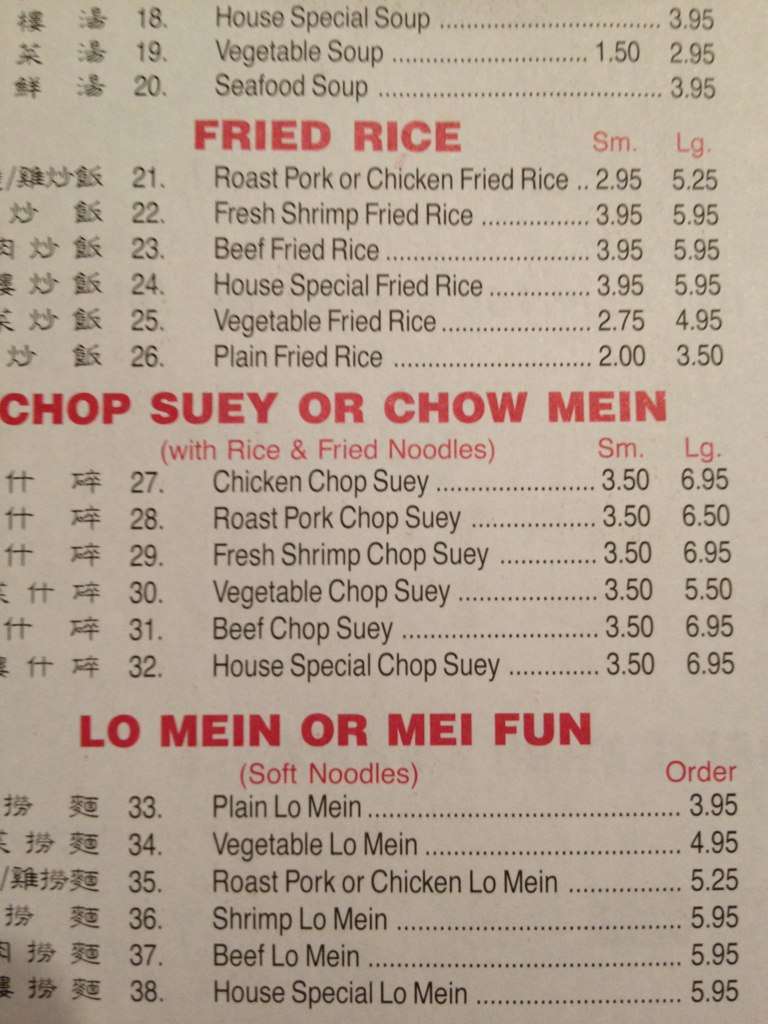 樓 湯 18. House Special Soup ................................ 3.95
菜 湯 19. Vegetable Soup ............................ 1.50 2.95
鮮 湯 20. Seafood Soup ......................................... 3.95
FRIED RICE Sm. Lg.
/雞炒飯 21. Roast Pork or Chicken Fried Rice .. 2.95 5.25
炒 飯 22. Fresh Shrimp Fried Rice ............... 3.95 5.95
肉 炒 飯 23. Beef Fried Rice ............................. 3.95 5.95
樓 炒 飯 24. House Special Fried Rice .............. 3.95 5.95
菜 炒 飯 25. Vegetable Fried Rice ..................... 2.75 4.95
炒 飯 26. Plain Fried Rice ............................ 2.00 3.50
CHOP SUEY OR CHOW MEIN
(with Rice & Fried Noodles) Sm. Lg.
什 碎 27. Chicken Chop Suey ....................... 3.50 6.95
什 碎 28. Roast Pork Chop Suey .................. 3.50 6.50
什 碎 29. Fresh Shrimp Chop Suey .............. 3.50 6.95
菜 什 碎 30. Vegetable Chop Suey .................... 3.50 5.50
什 碎 31. Beef Chop Suey ............................ 3.50 6.95
樓 什 碎 32. House Special Chop Suey ............. 3.50 6.95
LO MEIN OR MEI FUN
(Soft Noodles) Order
撈 麵 33. Plain Lo Mein ............................................. 3.95
菜 撈 麵 34. Vegetable Lo Mein ..................................... 4.95
/雞撈麵 35. Roast Pork or Chicken Lo Mein ................ 5.25
撈 麵 36. Shrimp Lo Mein ......................................... 5.95
肉 撈 麵 37. Beef Lo Mein ............................................. 5.95
樓 撈 麵 38. House Special Lo Mein ............................. 5.95